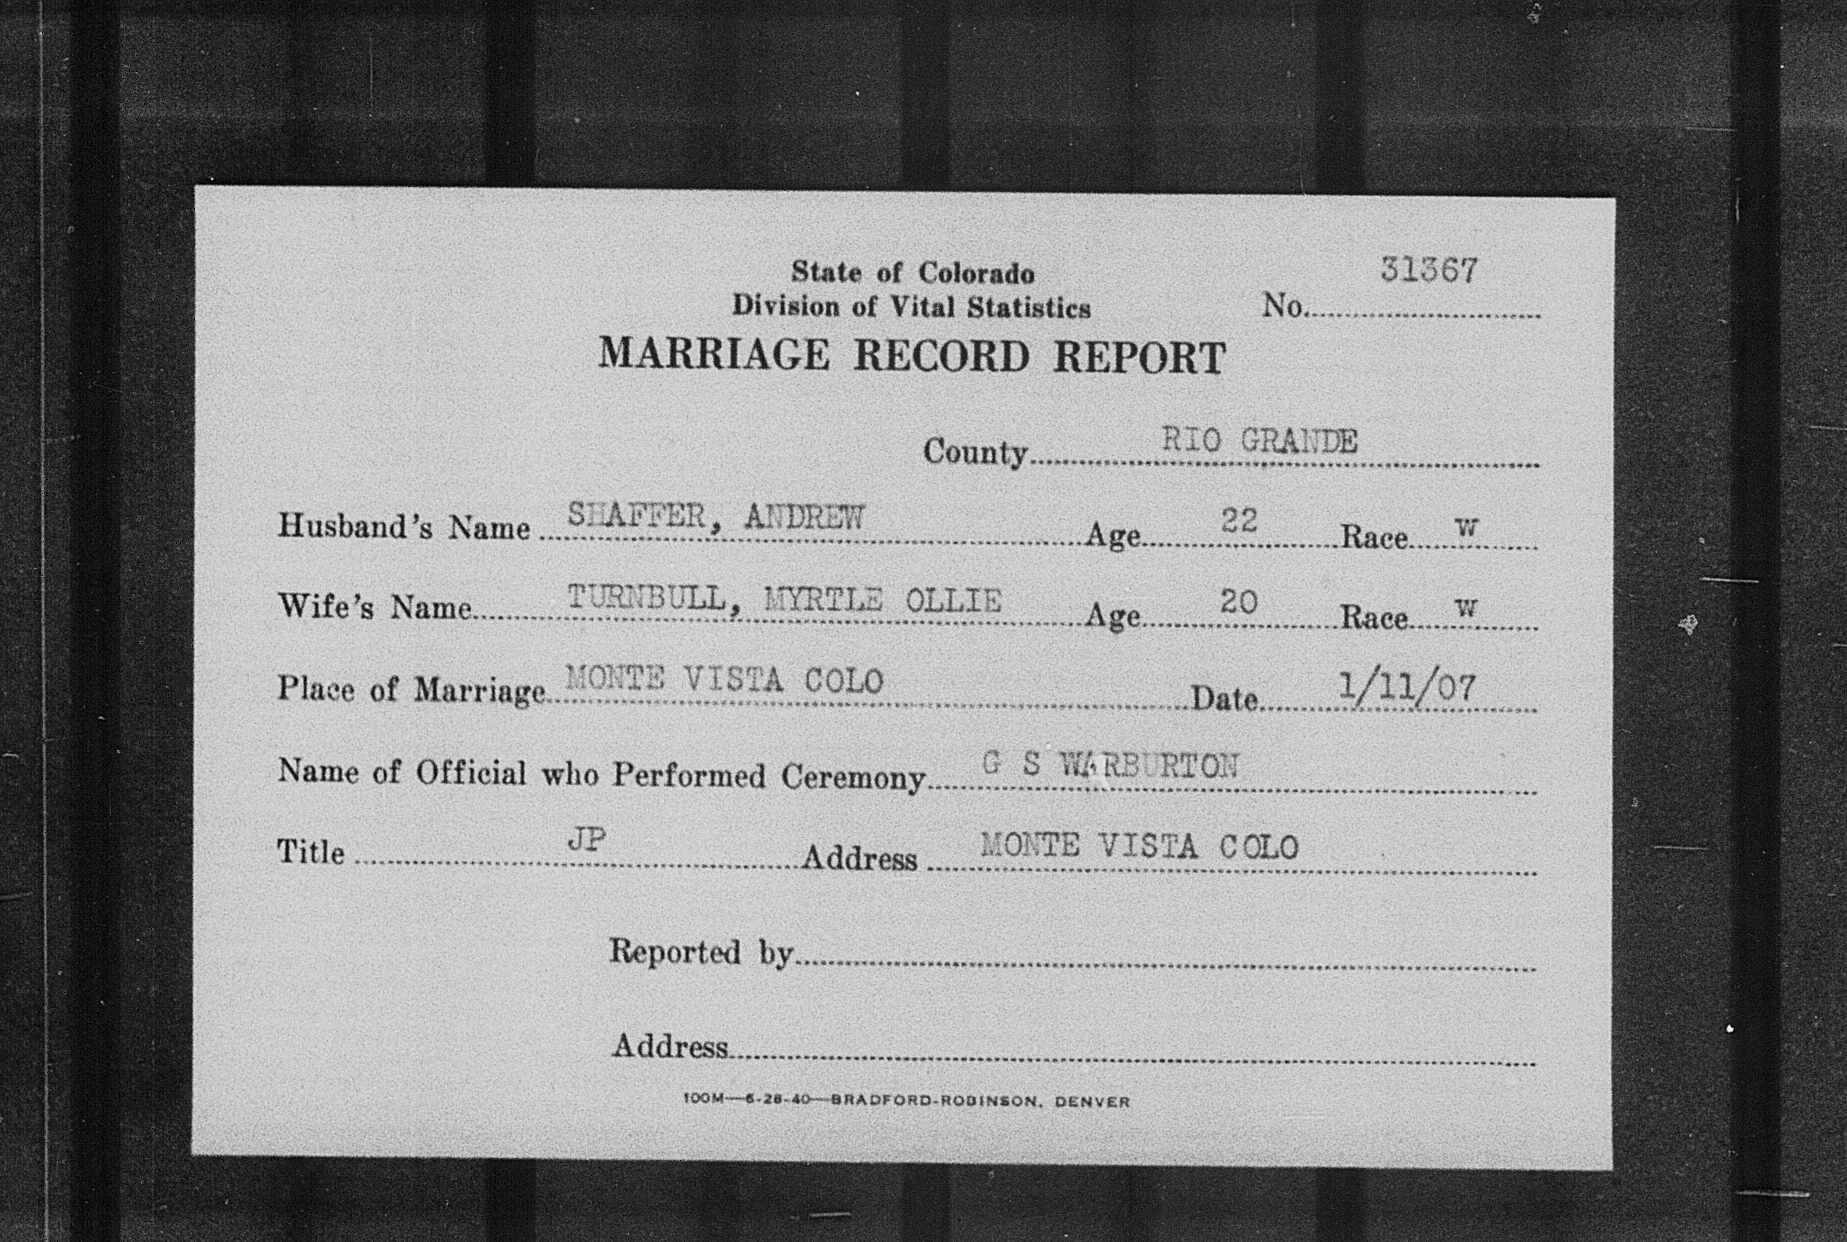 State of Colorado
31367
Division of Vital Statistics
No.
MARRIAGE RECORD REPORT
County RIO GRANDE
Husband's Name SHAFFER, ANDREW Age 22 Race W
Wife's Name TURNBULL, MYRTLE OLLIE Age 20 Race W
Place of Marriage MONTE VISTA COLO Date 1/11/07
Name of Official who Performed Ceremony G S WARBURTON
Title JP Address MONTE VISTA COLO
Reported by
Address
100M—6-28-40—BRADFORD-ROBINSON, DENVER